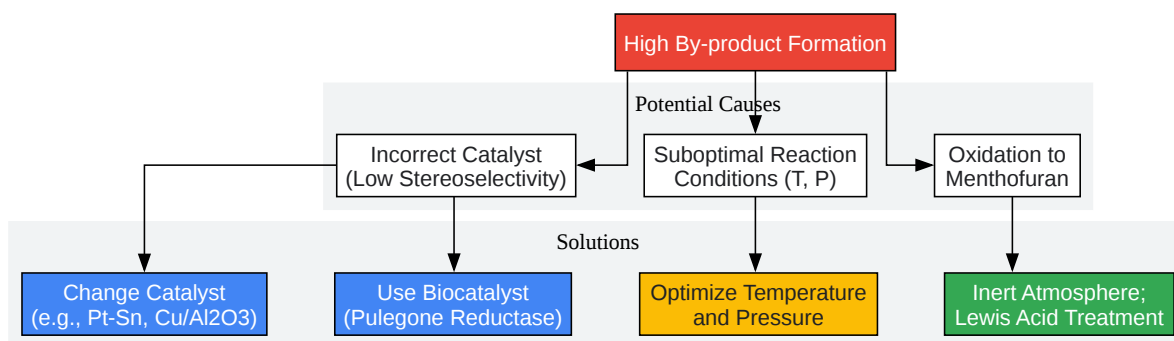 High By-product Formation
Potential Causes
Incorrect Catalyst
(Low Stereoselectivity)
Suboptimal Reaction
Conditions (T, P)
Oxidation to
Menthofuran
Solutions
Change Catalyst
(e.g., Pt-Sn, Cu/Al2O3)
Use Biocatalyst
(Pulegone Reductase)
Optimize Temperature
and Pressure
Inert Atmosphere;
Lewis Acid Treatment